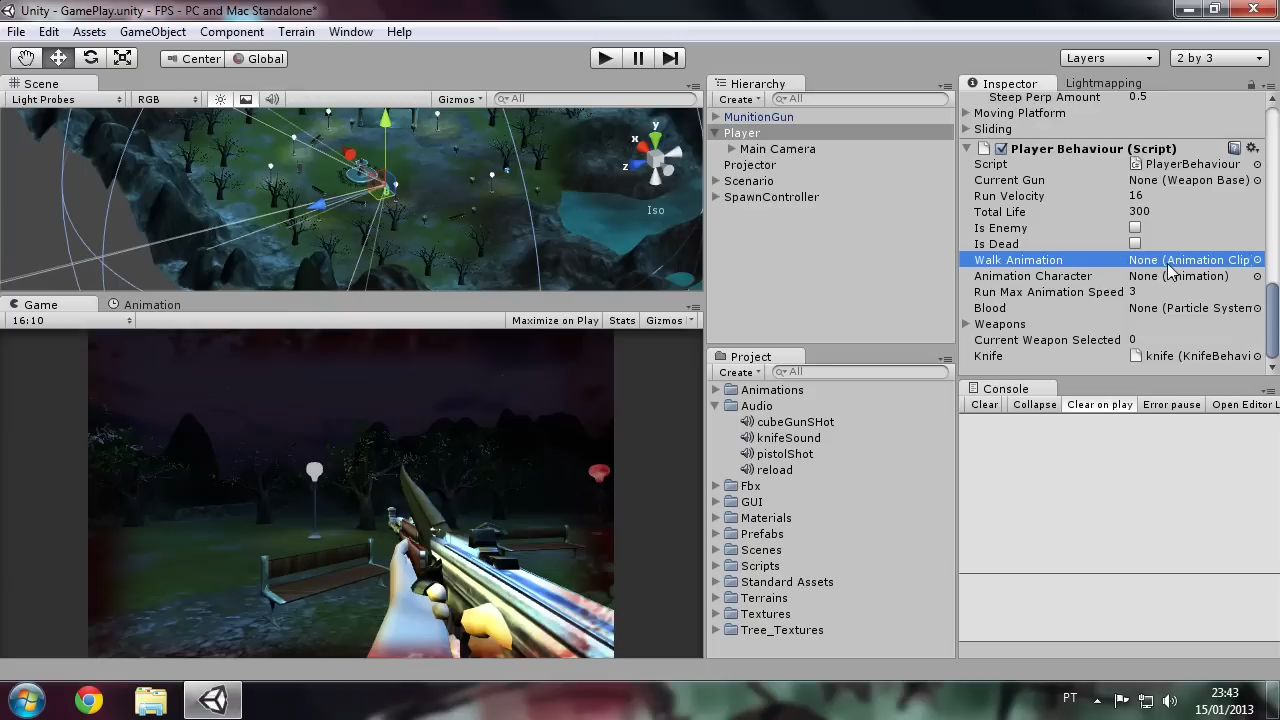 Unity - GamePlay.unity - FPS - PC and Mac Standalone*
File Edit Assets GameObject Component Terrain Window Help
Center Global Layers 2 by 3
Scene
Light Probes RGB Gizmos All
y
x
z
Iso
Game Animation
16:10 Maximize on Play Stats Gizmos
Hierarchy
Create All
MunitionGun
Player
Main Camera
Projector
Scenario
SpawnController
Project
Create All
Animations
Audio
cubeGunSHot
knifeSound
pistolShot
reload
Fbx
GUI
Materials
Prefabs
Scenes
Scripts
Standard Assets
Terrains
Textures
Tree_Textures
Inspector Lightmapping
Steep Perp Amount 0.5
Moving Platform
Sliding
Player Behaviour (Script)
Script PlayerBehaviour
Current Gun None (Weapon Base)
Run Velocity 16
Total Life 300
Is Enemy
Is Dead
Walk Animation None (Animation Clip
Animation Character None (Animation)
Run Max Animation Speed 3
Blood None (Particle System
Weapons
Current Weapon Selected 0
Knife knife (KnifeBehavi
Console
Clear Collapse Clear on play Error pause Open Editor L
PT 23:43
15/01/2013